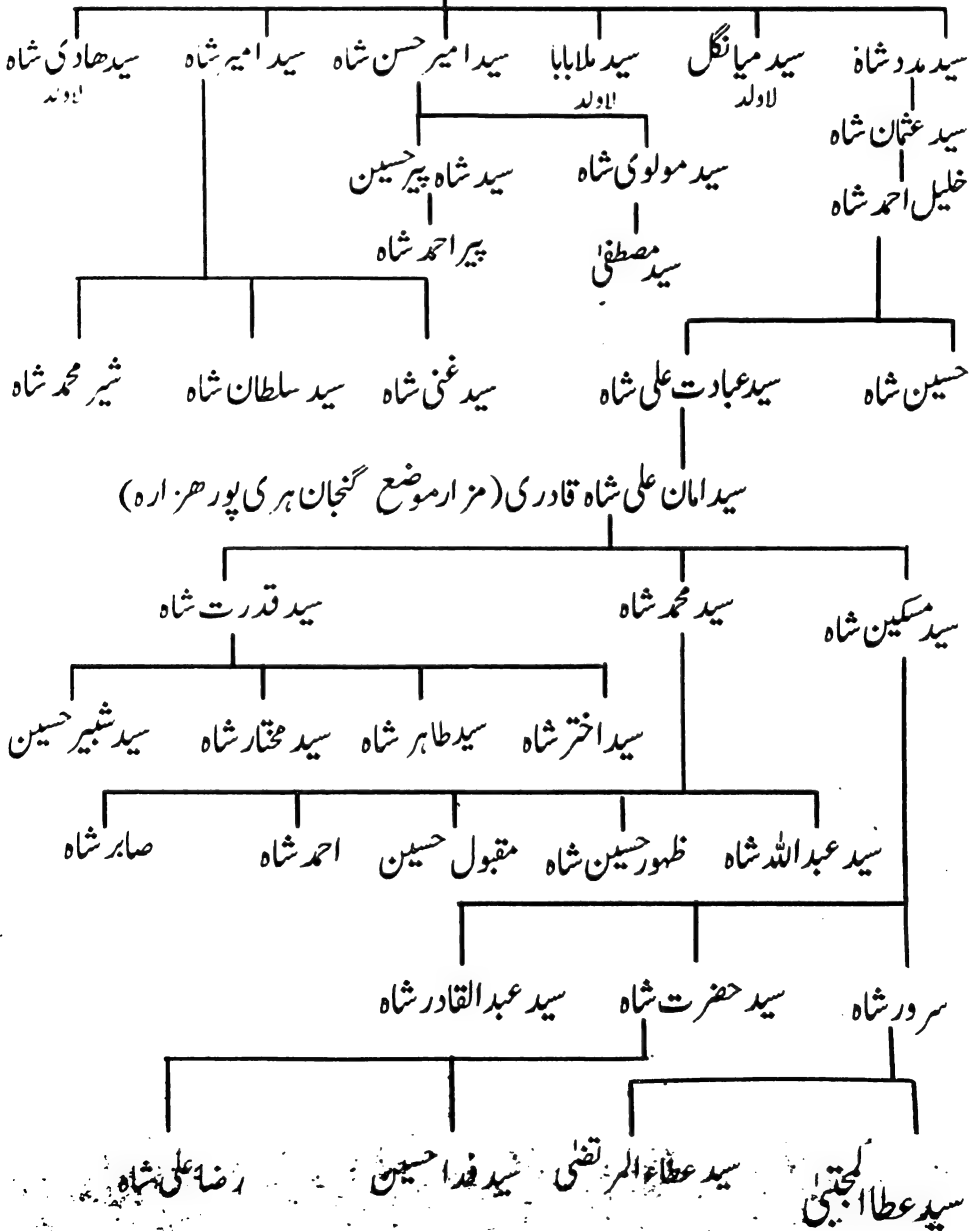 سید مدد شاہ سید میانگل سید ملا بابا سید امیر حسن شاہ سید امیر شاہ سید ھادی شاہ
لاولد لاولد لاولد
سید عثمان شاہ
سید مولوی شاہ سید شاہ پیر حسین
خلیل احمد شاہ
سید مصطفیٰ پیر احمد شاہ
حسین شاہ سید عبادت علی شاہ سید غنی شاہ سید سلطان شاہ شیر محمد شاہ
سید امان علی شاہ قادری (مزار موضع گنجان ہری پور ھزارہ)
سید مسکین شاہ سید محمد شاہ سید قدرت شاہ
سید اختر شاہ سید طاہر شاہ سید مختار شاہ سید شبیر حسین
سید عبداللہ شاہ ظہور حسین شاہ مقبول حسین احمد شاہ صابر شاہ
سرور شاہ سید حضرت شاہ سید عبدالقادر شاہ
سید عطا المجتبیٰ سید عطاء المرتضیٰ سید فدا حسین رضا علی شاہ